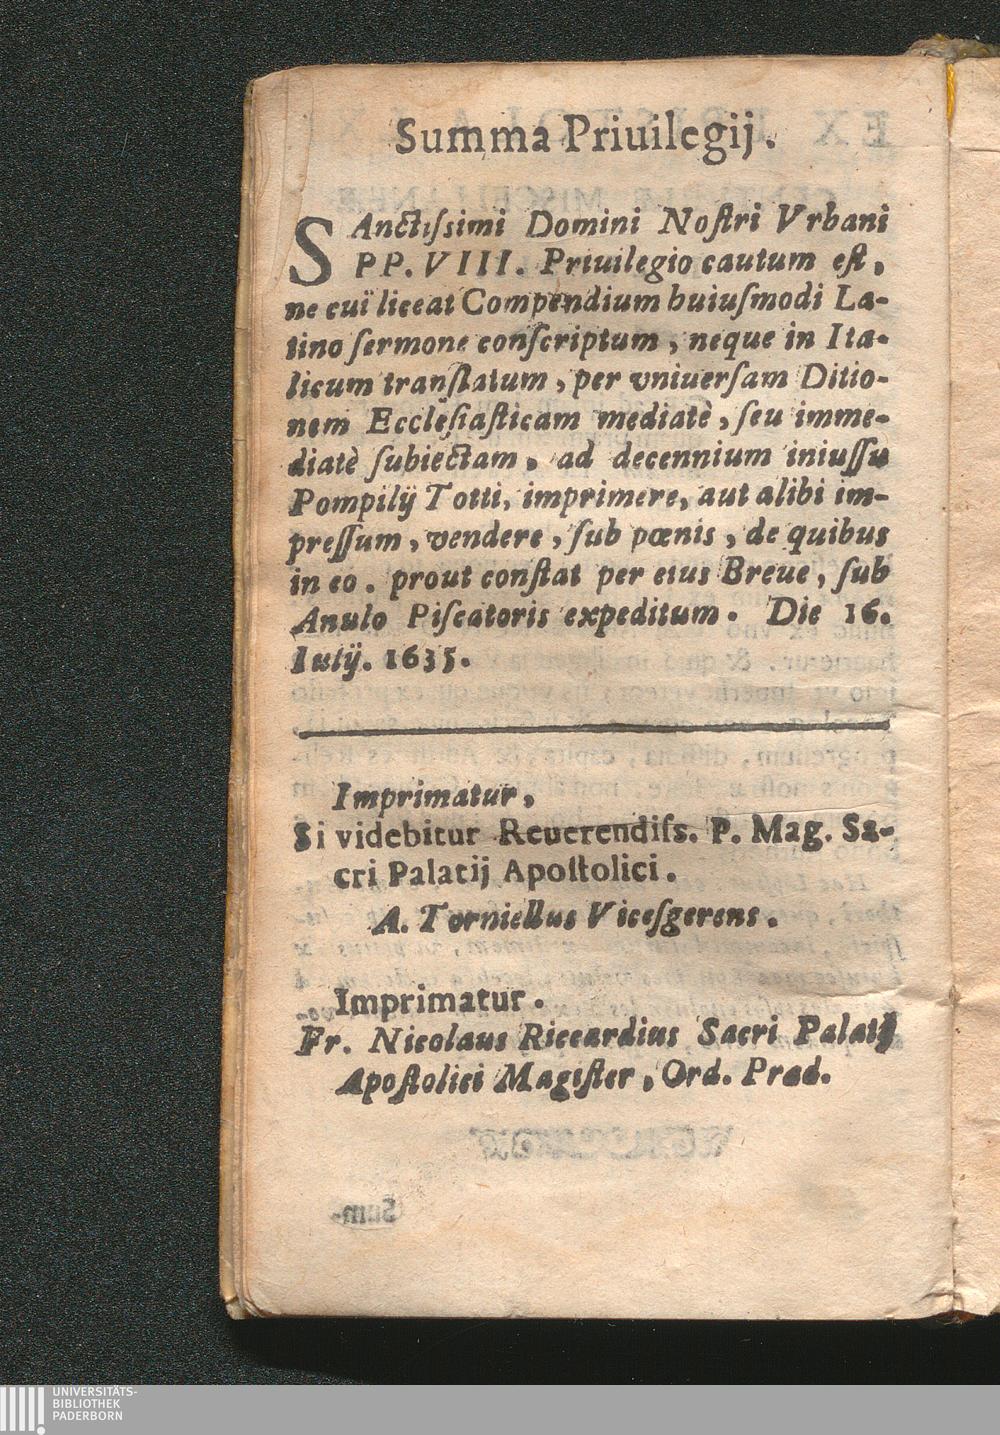 Summa Priuilegij.
SAnctiſsimi Domini Noſtri Vrbani
PP. VIII. Priuilegio cautum eſt,
ne cuï liceat Compendium huiuſmodi La-
tino ſermone conſcriptum, neque in Ita-
licum tranſlatum, per vniuerſam Ditio-
nem Eccleſiaſticam mediatè, ſeu imme-
diatè ſubiectam, ad decennium iniuſſu
Pompilij Totti, imprimere, aut alibi im-
preſſum, vendere, ſub pœnis, de quibus
in eo. prout conſtat per eius Breue, ſub
Anulo Piſcatoris expeditum. Die 16.
Iulij. 1635.
Imprimatur,
Si videbitur Reuerendiſs. P. Mag. Sa-
cri Palatij Apoſtolici.
A. Torniellus Viceſgerens.
Imprimatur.
Fr. Nicolaus Riccardius Sacri Palatij
Apoſtolici Magiſter, Ord. Præd.
UNIVERSITÄTS-
BIBLIOTHEK
PADERBORN